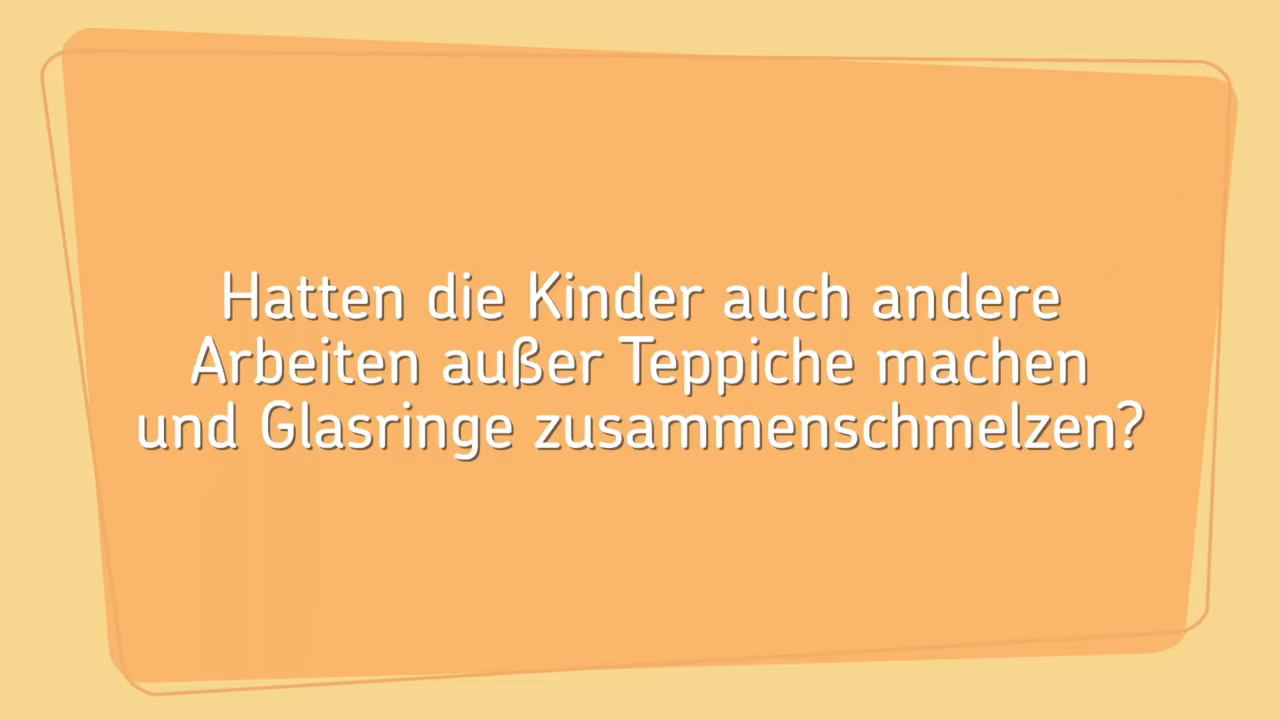 Hatten die Kinder auch andere
Arbeiten außer Teppiche machen
und Glasringe zusammenschmelzen?